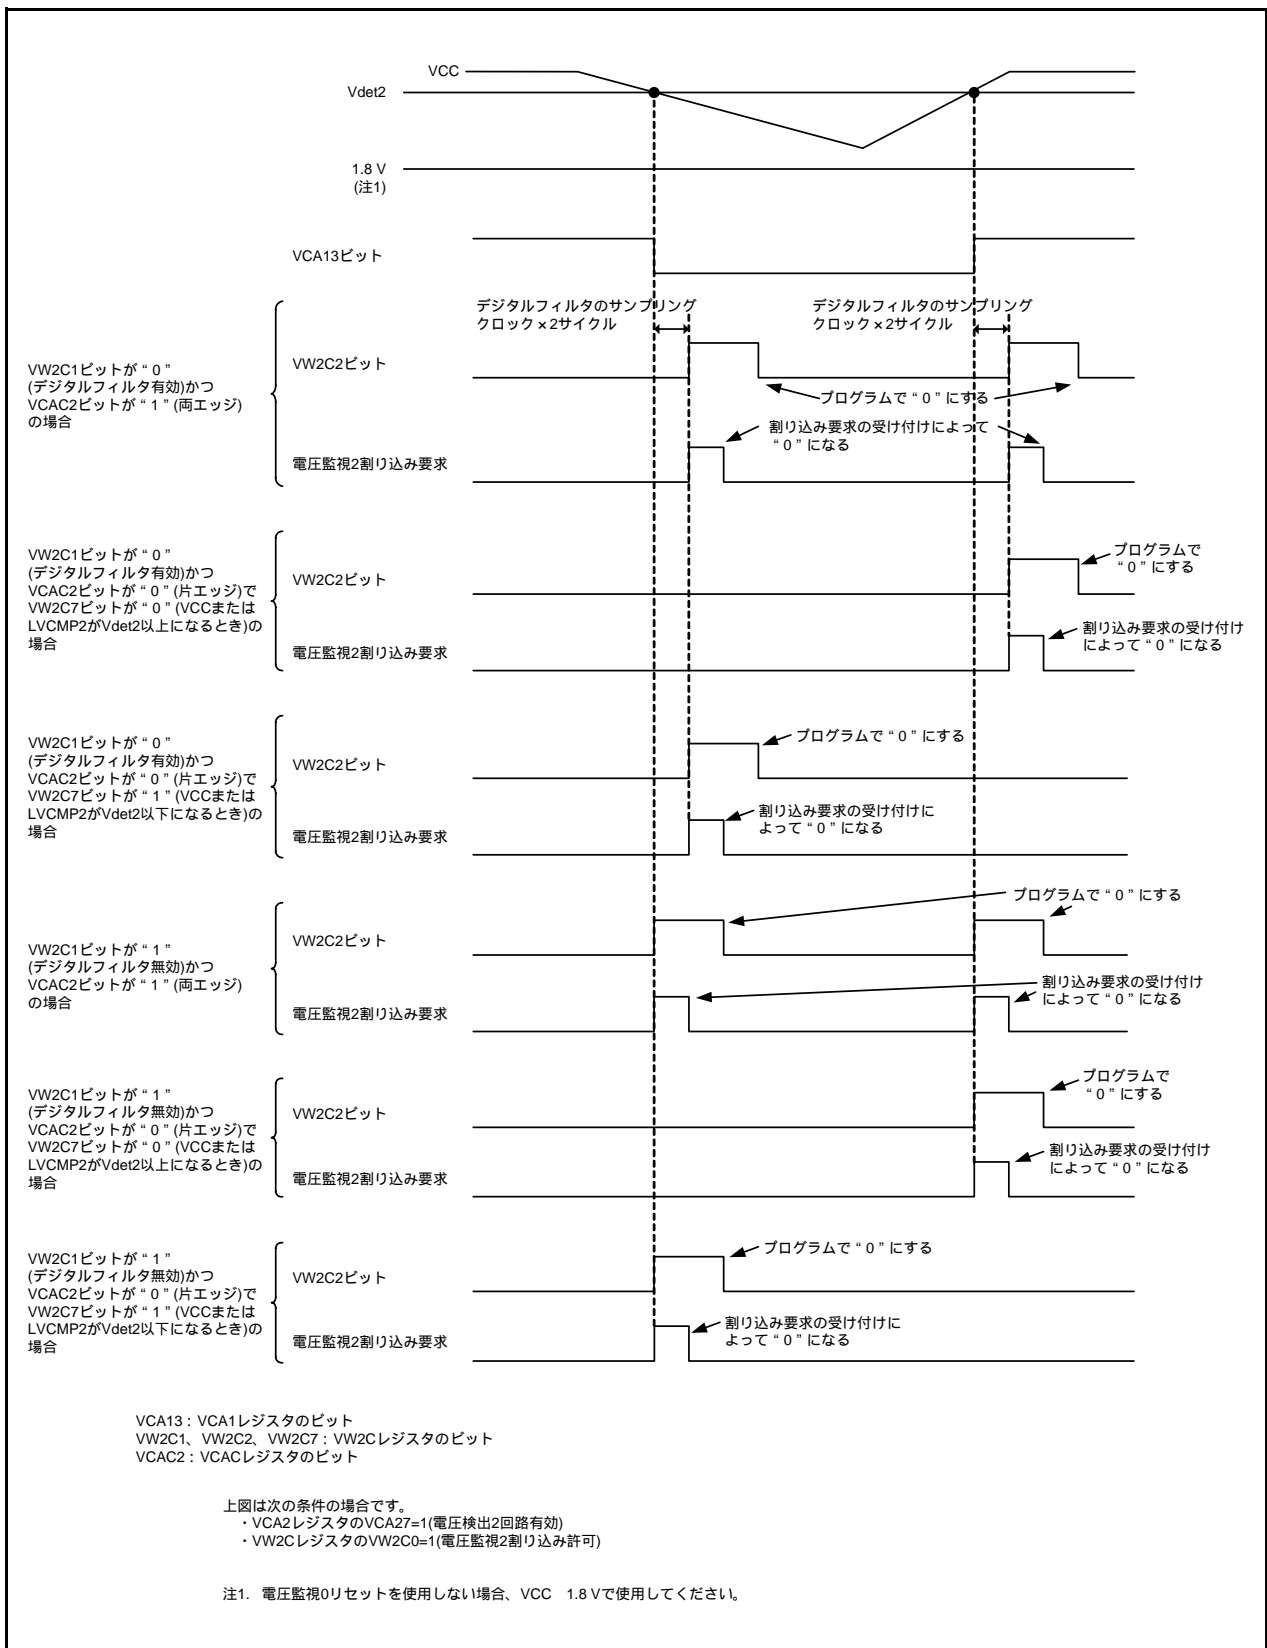 VCC
Vdet2
1.8 V
(注1)
VCA13ビット
デジタルフィルタのサンプリング
クロック×2サイクル
デジタルフィルタのサンプリング
クロック×2サイクル
VW2C1ビットが“0”
(デジタルフィルタ有効)かつ
VCAC2ビットが“1”(両エッジ)
の場合
VW2C2ビット
プログラムで“0”にする
割り込み要求の受け付けによって
“0”になる
電圧監視2割り込み要求
VW2C1ビットが“0”
(デジタルフィルタ有効)かつ
VCAC2ビットが“0”(片エッジ)で
VW2C7ビットが“0”(VCCまたは
LVCMP2がVdet2以上になるとき)の
場合
VW2C2ビット
プログラムで
“0”にする
電圧監視2割り込み要求
割り込み要求の受け付け
によって“0”になる
VW2C1ビットが“0”
(デジタルフィルタ有効)かつ
VCAC2ビットが“0”(片エッジ)で
VW2C7ビットが“1”(VCCまたは
LVCMP2がVdet2以下になるとき)の
場合
VW2C2ビット
プログラムで“0”にする
電圧監視2割り込み要求
割り込み要求の受け付けに
よって“0”になる
VW2C1ビットが“1”
(デジタルフィルタ無効)かつ
VCAC2ビットが“1”(両エッジ)
の場合
VW2C2ビット
プログラムで“0”にする
電圧監視2割り込み要求
割り込み要求の受け付け
によって“0”になる
VW2C1ビットが“1”
(デジタルフィルタ無効)かつ
VCAC2ビットが“0”(片エッジ)で
VW2C7ビットが“0”(VCCまたは
LVCMP2がVdet2以上になるとき)の
場合
VW2C2ビット
プログラムで
“0”にする
電圧監視2割り込み要求
割り込み要求の受け付け
によって“0”になる
VW2C1ビットが“1”
(デジタルフィルタ無効)かつ
VCAC2ビットが“0”(片エッジ)で
VW2C7ビットが“1”(VCCまたは
LVCMP2がVdet2以下になるとき)の
場合
VW2C2ビット
プログラムで“0”にする
電圧監視2割り込み要求
割り込み要求の受け付けに
よって“0”になる
VCA13:VCA1レジスタのビット
VW2C1、VW2C2、VW2C7:VW2Cレジスタのビット
VCAC2:VCACレジスタのビット
上図は次の条件の場合です。
・VCA2レジスタのVCA27=1(電圧検出2回路有効)
・VW2CレジスタのVW2C0=1(電圧監視2割り込み許可)
注1. 電圧監視0リセットを使用しない場合、VCC 1.8 Vで使用してください。